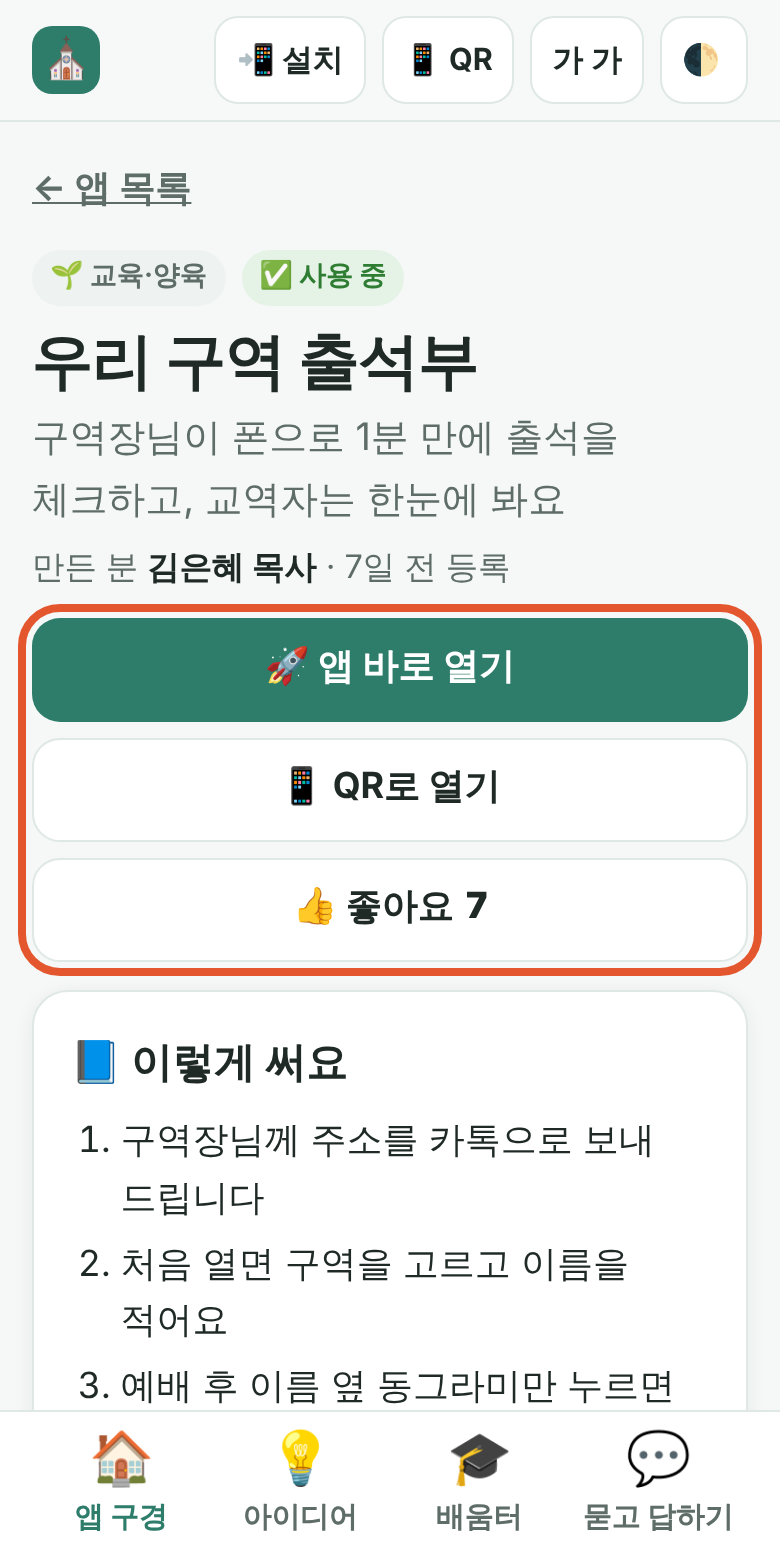 설치
QR
가 가
← 앱 목록
교육·양육
사용 중
우리 구역 출석부
구역장님이 폰으로 1분 만에 출석을
체크하고, 교역자는 한눈에 봐요
만든 분 김은혜 목사 · 7일 전 등록
앱 바로 열기
QR로 열기
좋아요 7
이렇게 써요
1. 구역장님께 주소를 카톡으로 보내
드립니다
2. 처음 열면 구역을 고르고 이름을
적어요
3. 예배 후 이름 옆 동그라미만 누르면
앱 구경
아이디어
배움터
묻고 답하기